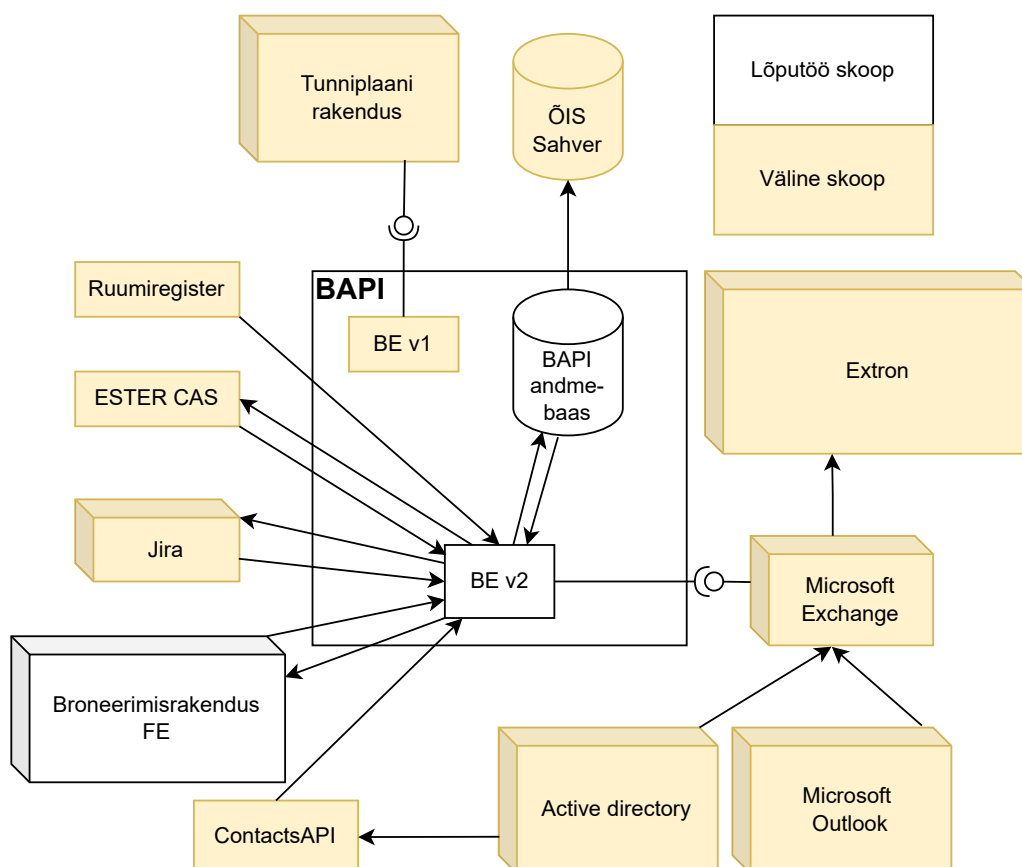 Tunniplaani
rakendus
ÕIS
Sahver
Lõputöö skoop
Väline skoop
Ruumiregister
BAPI
BE v1
BAPI
andme-
baas
Extron
ESTER CAS
Jira
BE v2
Microsoft
Exchange
Broneerimisrakendus
FE
ContactsAPI
Active directory
Microsoft
Outlook